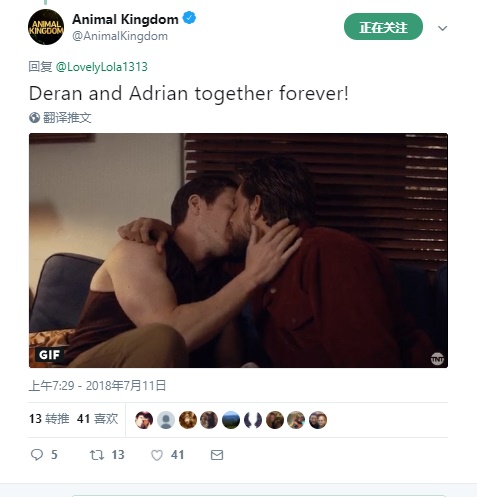 ANIMAL
KINGDOM
Animal Kingdom
@AnimalKingdom
正在关注
回复 @LovelyLola1313
Deran and Adrian together forever!
翻译推文
GIF
TNT
上午7:29 - 2018年7月11日
13 转推 41 喜欢
5 13 41